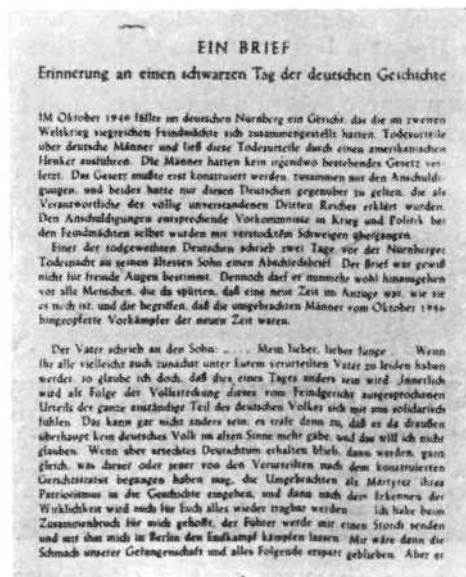 EIN BRIEF
Erinnerung an einen schwarzen Tag der deutschen Geschichte
IM Oktober 1946 fällte im deutschen Nürnberg ein Gericht, das die im zweiten
Weltkrieg siegreichen Feindmächte sich zusammengestellt hatten, Todesurteile
über deutsche Männer und ließ diese Todesurteile durch einen amerikanischen
Henker ausführen. Die Männer hatten kein irgendwo bestehendes Gesetz ver-
letzt. Das Gesetz mußte erst konstruiert werden, zusammen mit den Anschuldi-
gungen, und beides hatte nur diesen Deutschen gegenüber zu gelten, die als
Verantwortliche des völlig unverstandenen Dritten Reiches erklärt wurden.
Den Anschuldigungen entsprechende Vorkommnisse in Krieg und Politik bei
den Feindmächten selbst wurden mit verstocktem Schweigen übergangen.
Einer der todgeweihten Deutschen schrieb zwei Tage vor der Nürnberger
Todesnacht an seinen ältesten Sohn einen Abschiedsbrief. Der Brief war gewiß
nicht für fremde Augen bestimmt. Dennoch darf er nunmehr wohl hinausgehen
vor alle Menschen, die da spürten, daß eine neue Zeit im Anzuge war, wie sie
es noch ist, und die begriffen, daß die umgebrachten Männer vom Oktober 1946
hingeopferte Vorkämpfer der neuen Zeit waren.
Der Vater schrieb an den Sohn: „ ... Mein lieber, lieber Junge ... Wenn
Ihr alle vielleicht auch zunächst unter Eurem verurteilten Vater zu leiden haben
werdet, so glaube ich doch, daß dies eines Tages anders sein wird. Innerlich
wird als Folge der Vollstreckung dieses vom Feindgericht ausgesprochenen
Urteils der ganze anständige Teil des deutschen Volkes sich mit uns solidarisch
fühlen. Das kann gar nicht anders sein, es träfe denn zu, daß es da draußen
überhaupt kein deutsches Volk im alten Sinne mehr gäbe, und das will ich nicht
glauben. Wenn aber Deutschtum erhalten blieb, dann werden, ganz
gleich, was dieser oder jener von den Verurteilten nach dem konstruierten
Gerichtsstatut begangen haben mag, die Umgebrachten als Märtyrer ihres
Patriotismus in die Geschichte eingehen, und dann nach dem Erkennen der
Wirklichkeit wird auch für Euch alles wieder tragbar werden ... Ich habe beim
Zusammenbruch für mich gehofft, der Führer werde mir einen Storch senden
und mit ihm mich in Berlin den Endkampf kämpfen lassen. Mir wäre dann die
Schmach unserer Gefangenschaft und alles Folgende erspart geblieben. Aber er